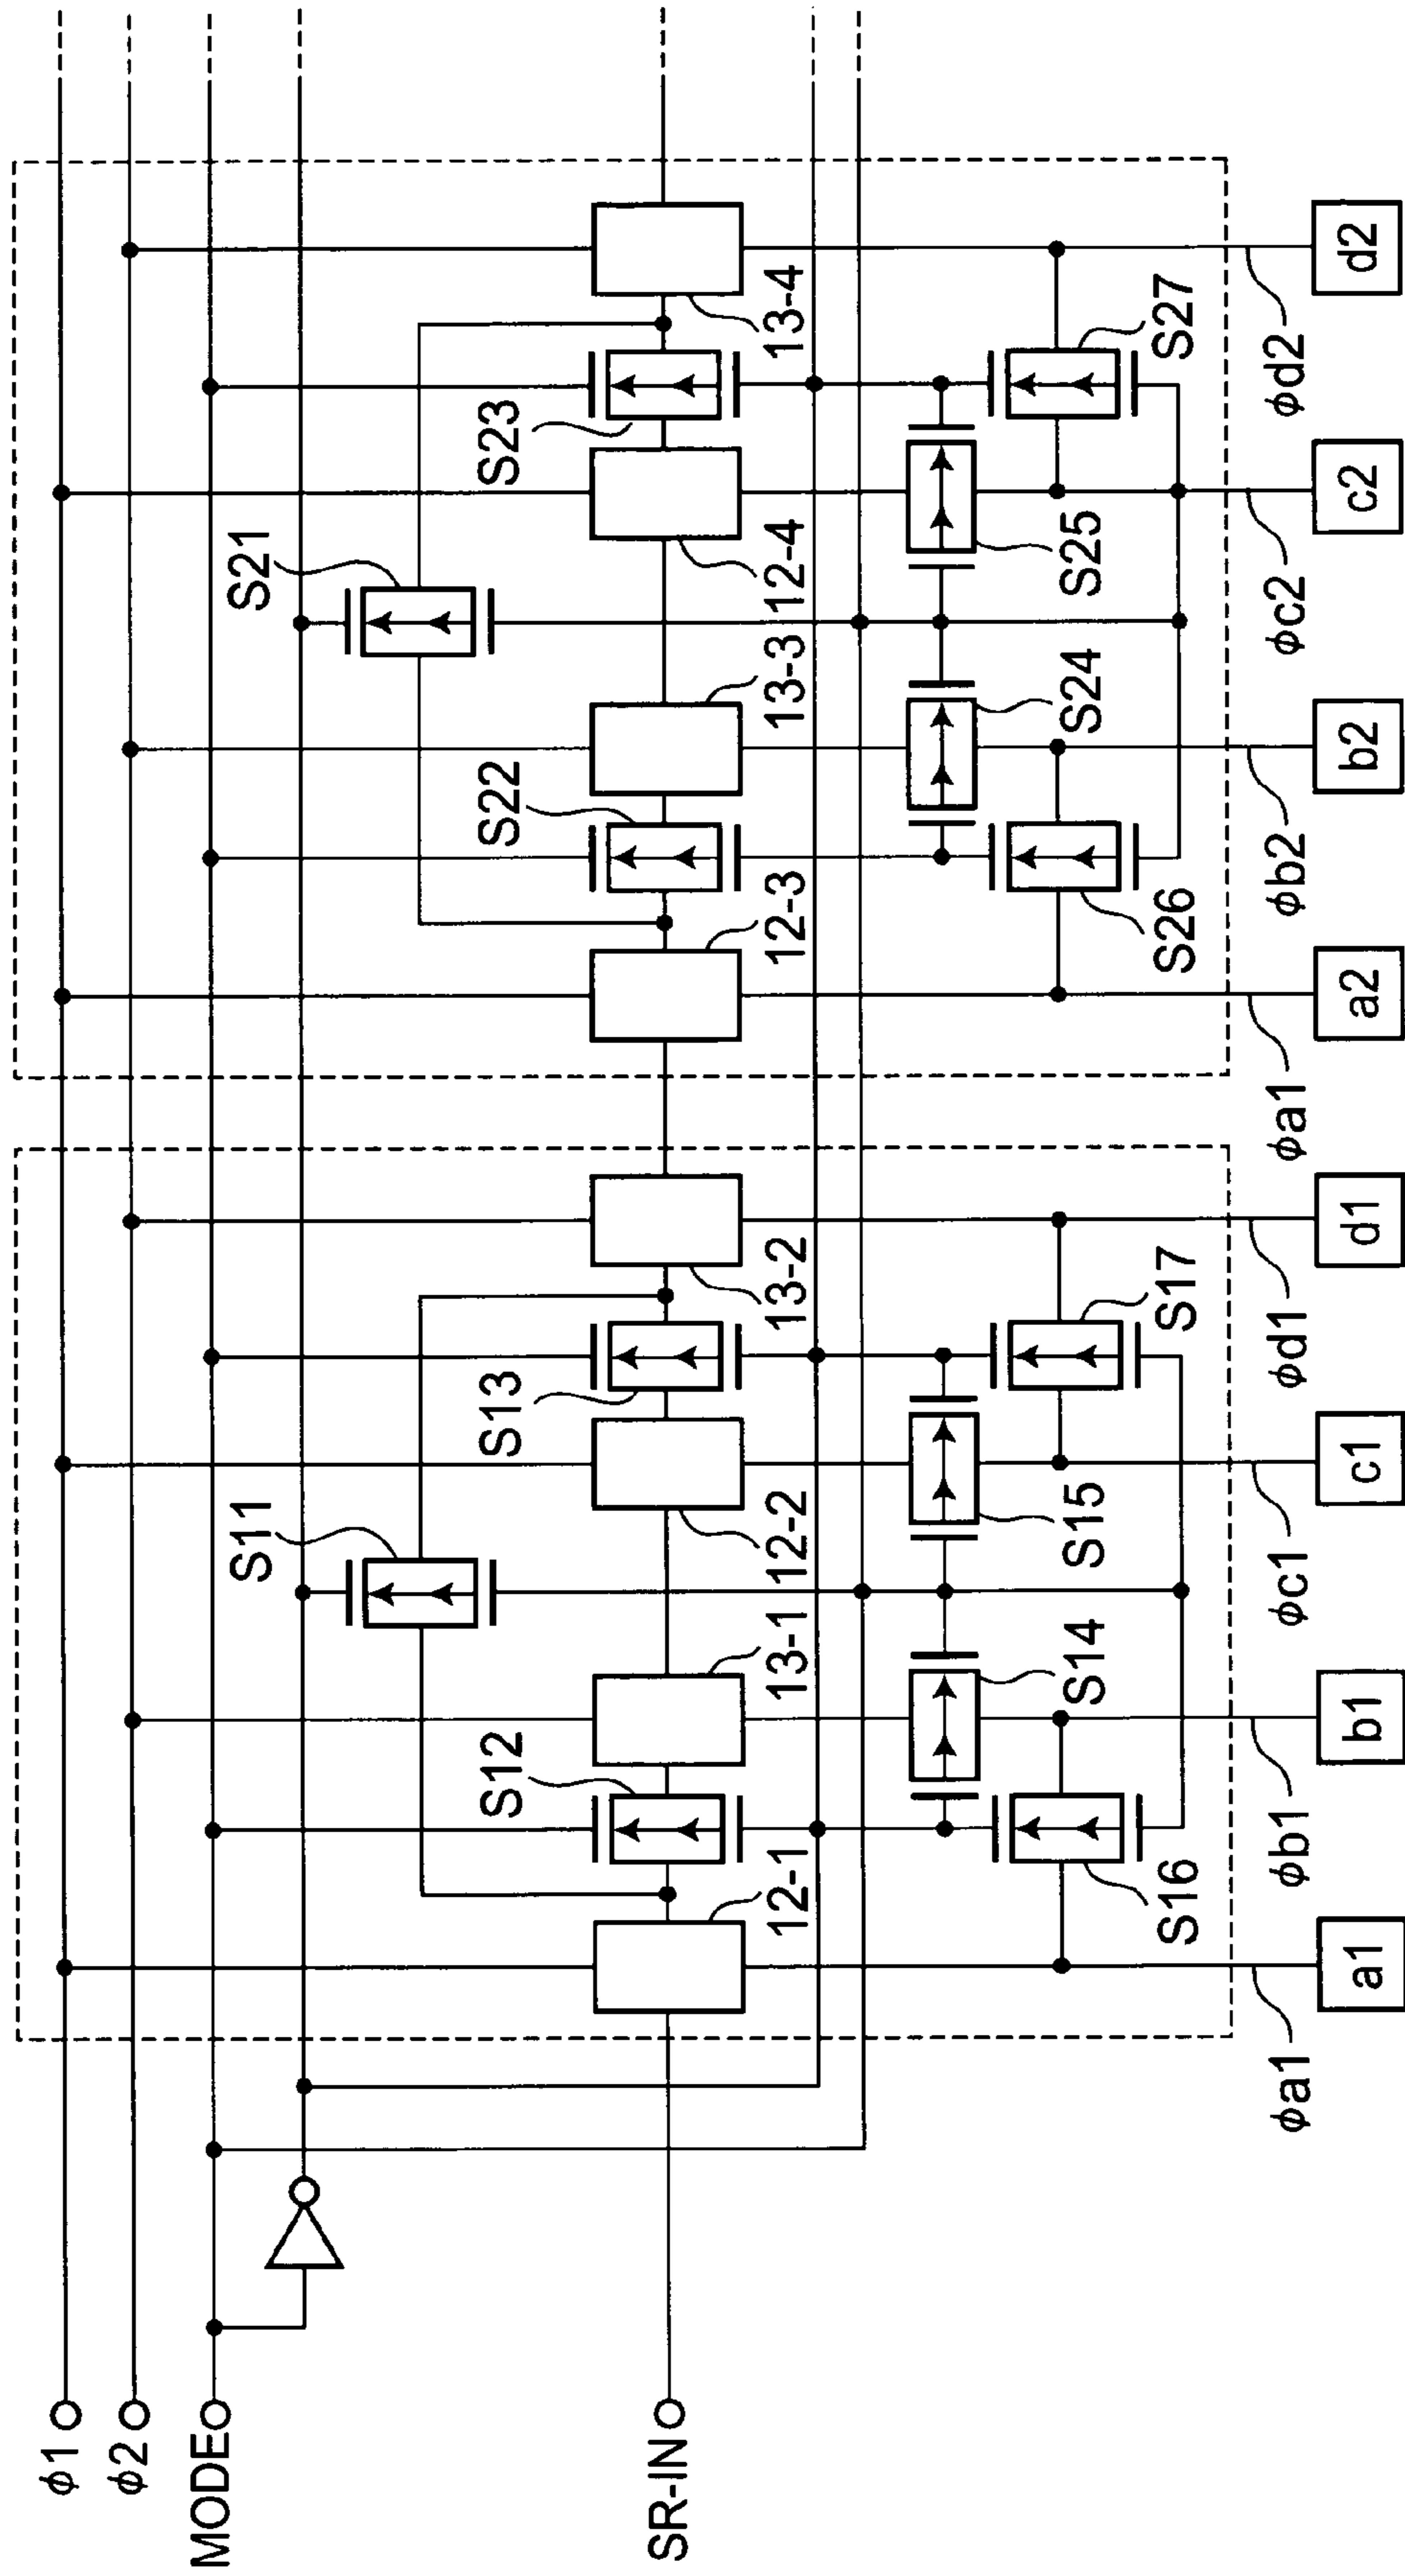 φ1
φ2
MODE
SR-IN
S11
S21
S12
S13
S22
S23
12-1
13-1
12-2
13-2
12-3
13-3
12-4
13-4
S14
S15
S24
S25
S16
S17
S26
S27
φa1
φb1
φc1
φd1
φa1
φb2
φc2
φd2
a1
b1
c1
d1
a2
b2
c2
d2